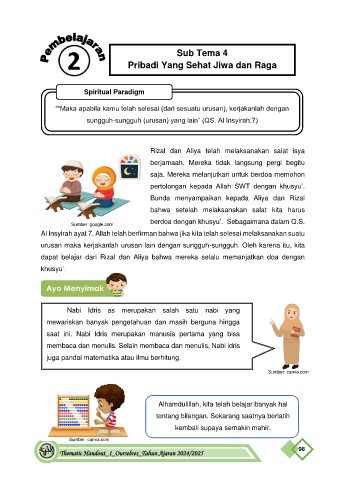 Pembelajaran
2
Sub Tema 4
Pribadi Yang Sehat Jiwa dan Raga
Spiritual Paradigm
"“Maka apabila kamu telah selesai (dari sesuatu urusan), kerjakanlah dengan
sungguh-sungguh (urusan) yang lain” (QS. Al Insyirah:7)
Rizal dan Aliya telah melaksanakan salat isya
berjamaah. Mereka tidak langsung pergi begitu
saja. Mereka melanjutkan untuk berdoa memohon
pertolongan kepada Allah SWT dengan khusyu’.
Bunda menyampaikan kepada Aliya dan Rizal
bahwa setelah melaksanakan salat kita harus
berdoa dengan khusyu’. Sebagaimana dalam Q.S.
Sumber: google.com
Al Insyirah ayat 7, Allah telah berfirman bahwa jika kita telah selesai melaksanakan suatu
urusan maka kerjakanlah urusan lain dengan sungguh-sungguh. Oleh karena itu, kita
dapat belajar dari Rizal dan Aliya bahwa mereka selalu memanjatkan doa dengan
khusyu’.
Ayo Menyimak
Nabi Idris as merupakan salah satu nabi yang
mewariskan banyak pengetahuan dan masih berguna hingga
saat ini. Nabi Idris merupakan manusia pertama yang bisa
membaca dan menulis. Selain membaca dan menulis, Nabi idris
juga pandai matematika atau ilmu berhitung.
Sumber: canva.com
Alhamdulillah, kita telah belajar banyak hal
tentang bilangan. Sekarang saatnya berlatih
kembali supaya semakin mahir.
Sumber: canva.com
Thematic Handout_1_Ourselves_Tahun Ajaran 2024/2025
98